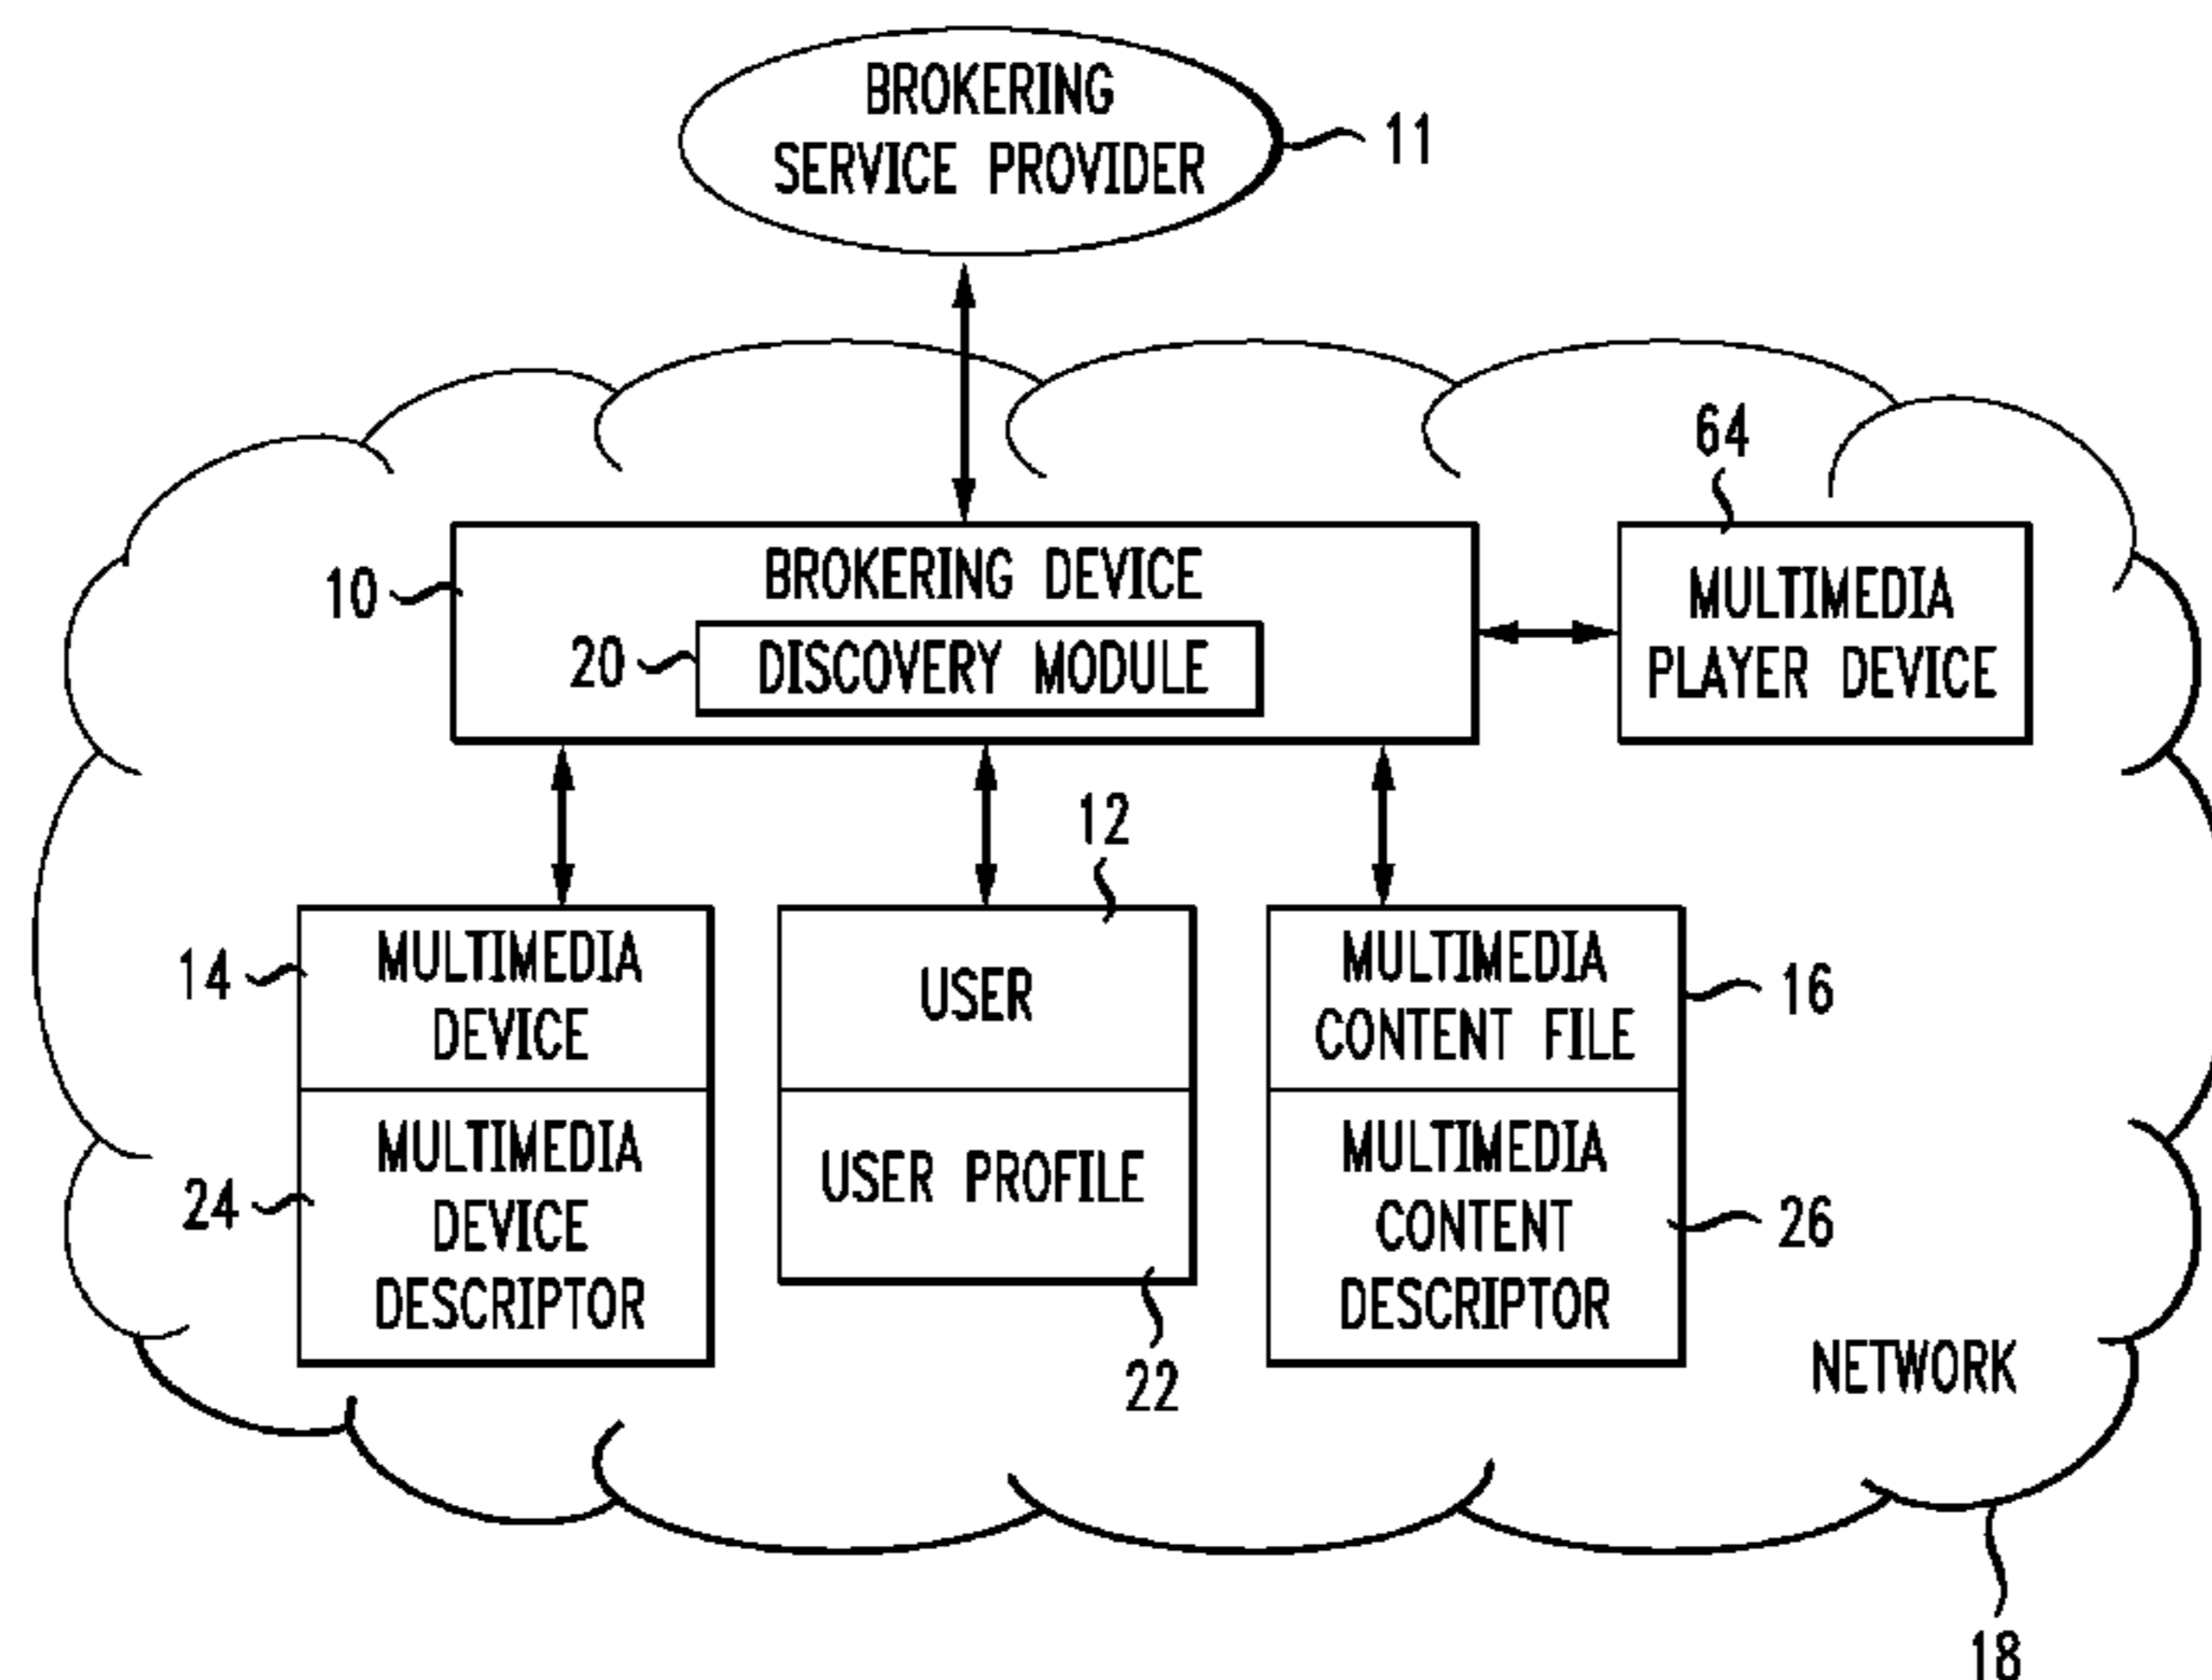 BROKERING
SERVICE PROVIDER
11
64
10
BROKERING DEVICE
20
DISCOVERY MODULE
MULTIMEDIA
PLAYER DEVICE
12
14
MULTIMEDIA
DEVICE
USER
MULTIMEDIA
CONTENT FILE
16
24
MULTIMEDIA
DEVICE
DESCRIPTOR
USER PROFILE
22
MULTIMEDIA
CONTENT
DESCRIPTOR
26
NETWORK
18